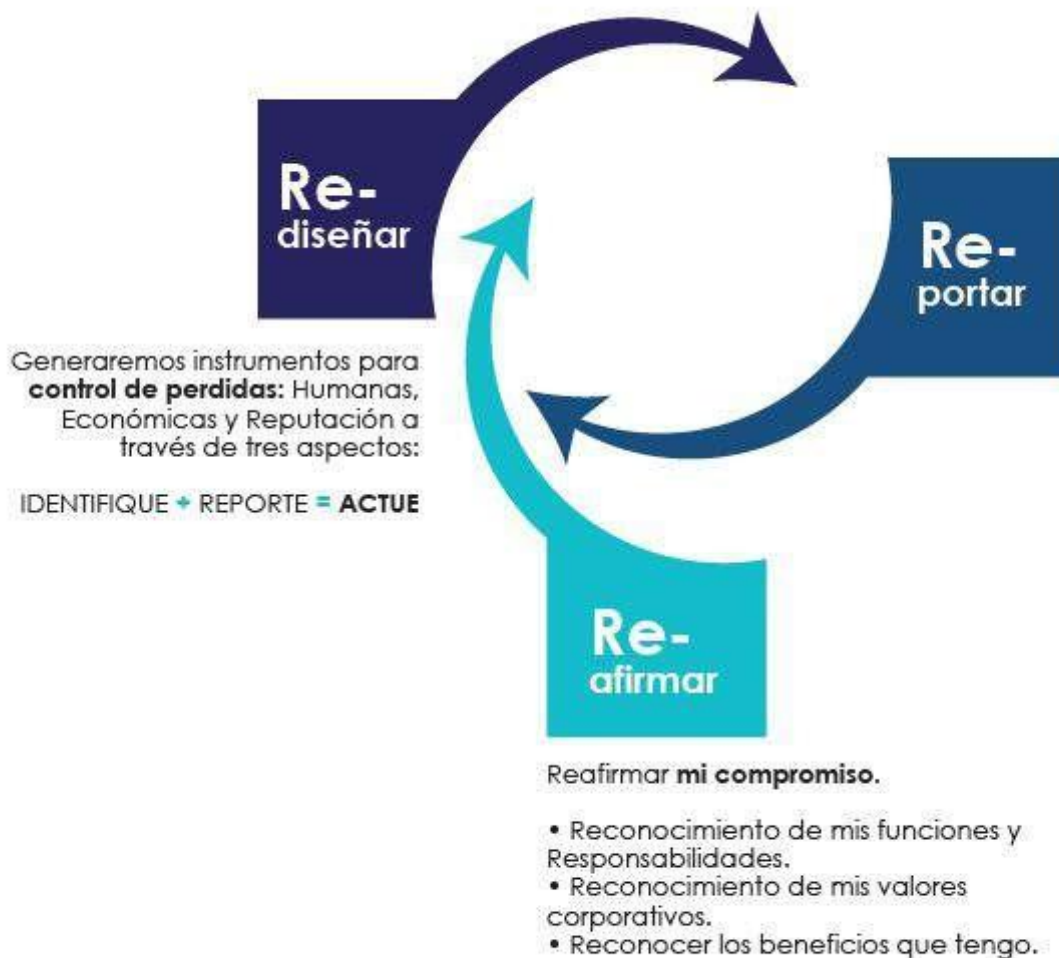 Re-
diseñar
Re-
portar
Generaremos instrumentos para
control de perdidas: Humanas,
Económicas y Reputación a
través de tres aspectos:
IDENTIFIQUE + REPORTE = ACTUE
Re-
afirmar
Reafirmar mi compromiso.
• Reconocimiento de mis funciones y
Responsabilidades.
• Reconocimiento de mis valores
corporativos.
• Reconocer los beneficios que tengo.